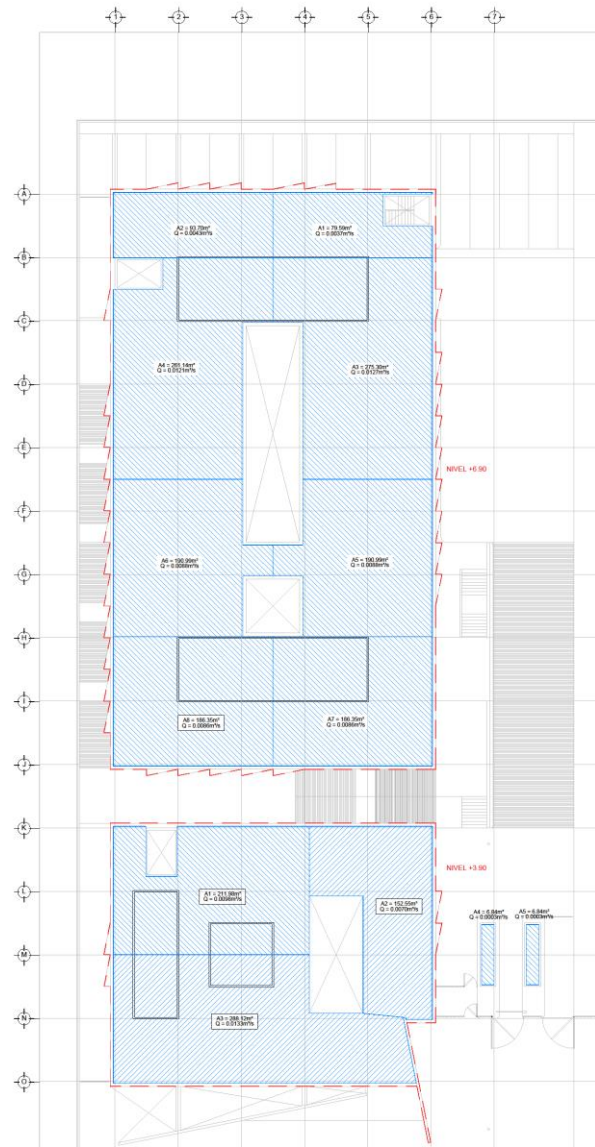 1 2 3 4 5 6 7
A
A2 = 93.70m²
Q = 0.0043m³/s
A1 = 79.59m²
Q = 0.0037m³/s
B
C
A4 = 261.14m²
Q = 0.0121m³/s
A3 = 275.30m²
Q = 0.0127m³/s
D
E
NIVEL +6.90
F
A6 = 190.99m²
Q = 0.0088m³/s
A5 = 190.99m²
Q = 0.0088m³/s
G
H
I
A8 = 186.35m²
Q = 0.0086m³/s
A7 = 186.35m²
Q = 0.0086m³/s
J
K
NIVEL +3.90
L
A1 = 211.98m²
Q = 0.0098m³/s
A2 = 152.55m²
Q = 0.0070m³/s
A4 = 6.84m²
Q = 0.0003m³/s
A5 = 6.84m²
Q = 0.0003m³/s
M
N
A3 = 288.12m²
Q = 0.0133m³/s
O